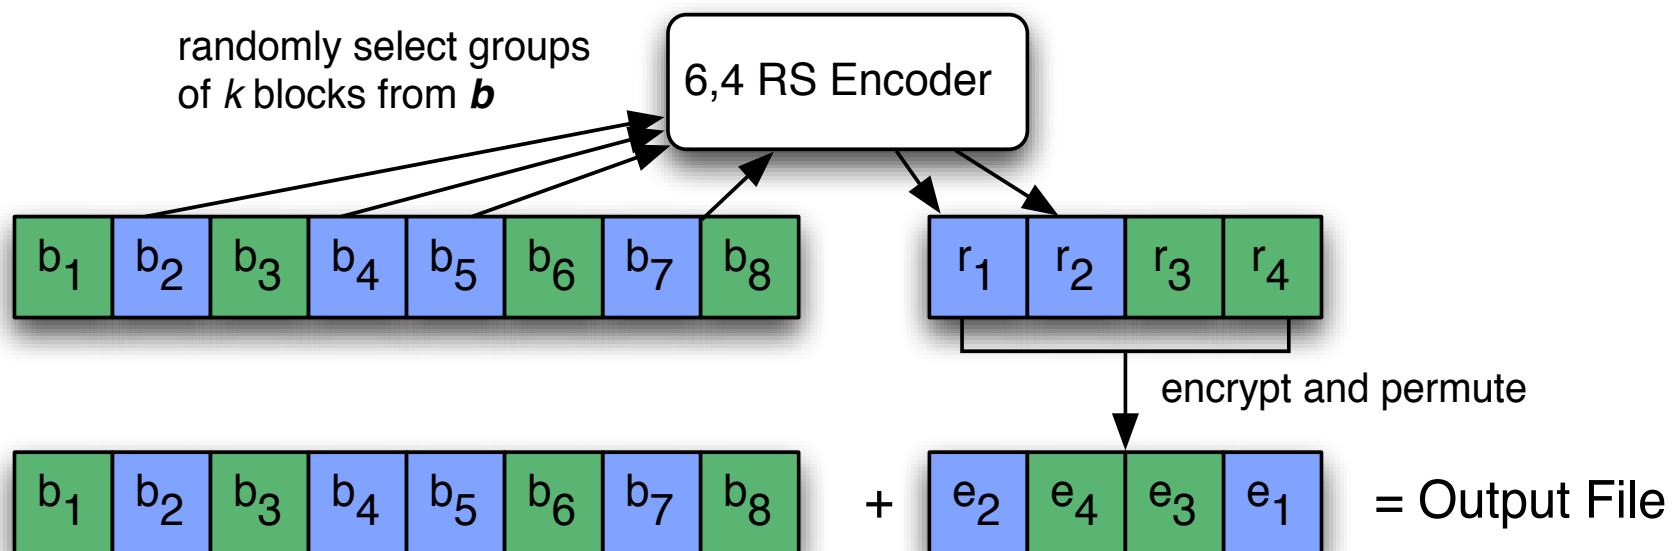 randomly select groups
of k blocks from b
6,4 RS Encoder
b1 b2 b3 b4 b5 b6 b7 b8
r1 r2 r3 r4
encrypt and permute
b1 b2 b3 b4 b5 b6 b7 b8 + e2 e4 e3 e1 = Output File